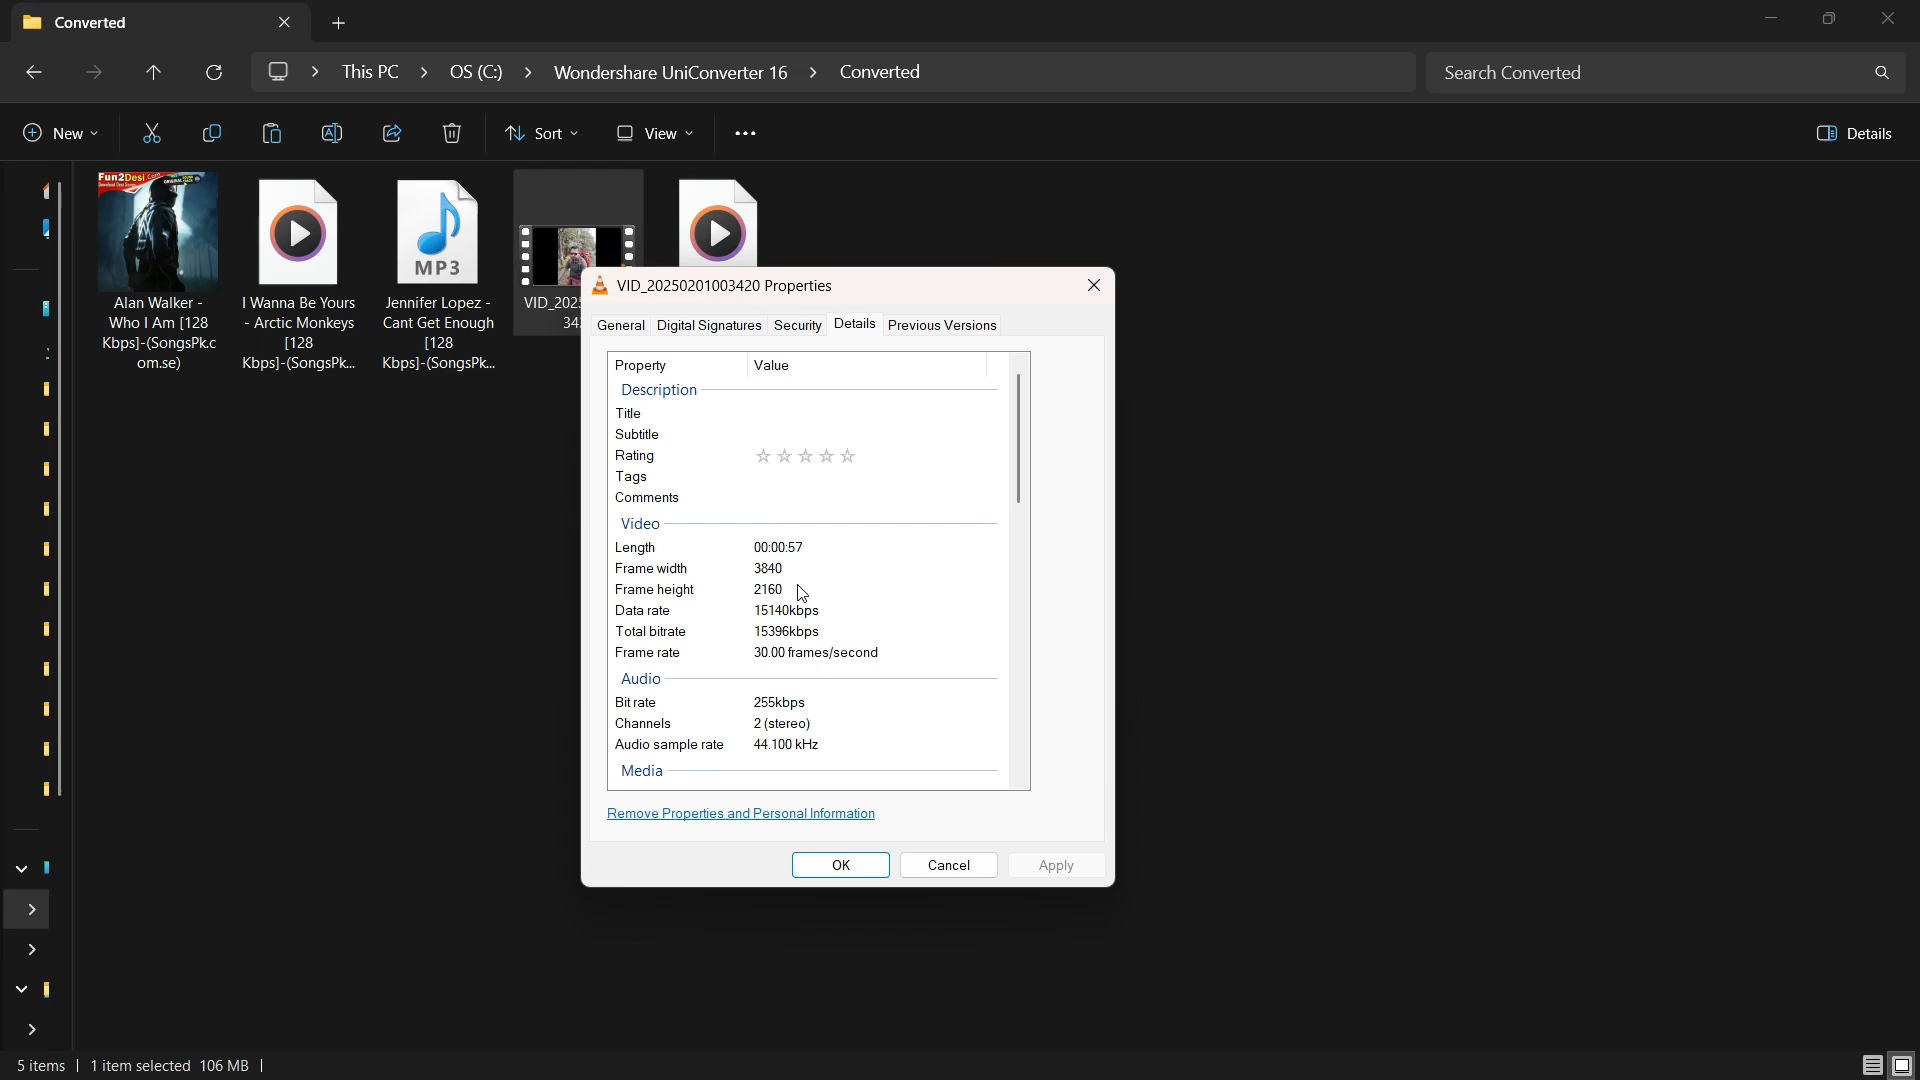 Converted
This PC
OS (C:)
Wondershare UniConverter 16
Converted
Search Converted
New
Sort
View
Details
Fun2Desi.Com
MP3
Alan Walker -
Who I Am [128
Kbps]-(SongsPk.c
om.se)
I Wanna Be Yours
- Arctic Monkeys
[128
Kbps]-(SongsPk...
Jennifer Lopez -
Cant Get Enough
[128
Kbps]-(SongsPk...
VID_2025
34
VID_20250201003420 Properties
General
Digital Signatures
Security
Details
Previous Versions
Property Value
Description
Title
Subtitle
Rating
Tags
Comments
Video
Length 00:00:57
Frame width 3840
Frame height 2160
Data rate 15140kbps
Total bitrate 15396kbps
Frame rate 30.00 frames/second
Audio
Bit rate 255kbps
Channels 2 (stereo)
Audio sample rate 44.100 kHz
Media
Remove Properties and Personal Information
OK
Cancel
Apply
5 items
1 item selected 106 MB